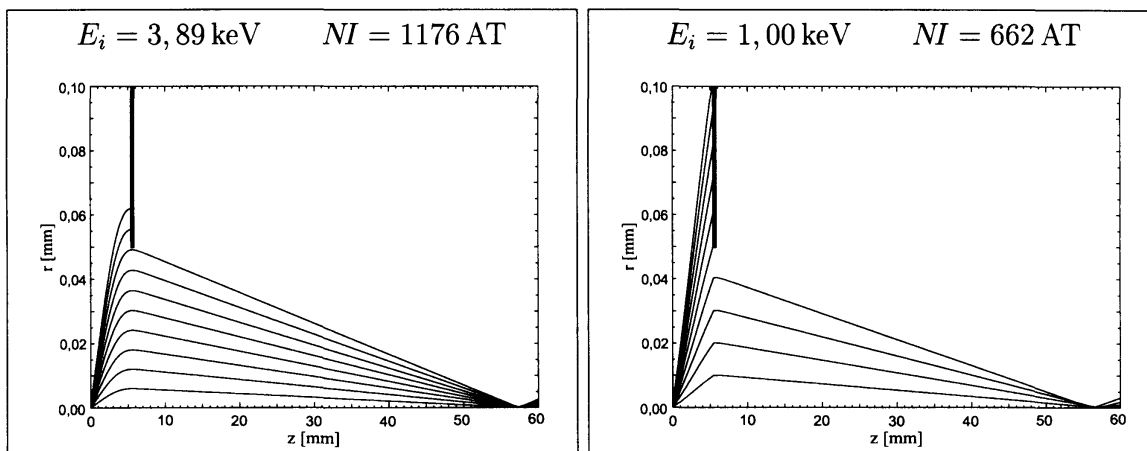 E_i = 3,89 keV NI = 1176 AT
0,10
0,08
0,06
0,04
0,02
0,00
r [mm]
0 10 20 30 40 50 60
z [mm]
E_i = 1,00 keV NI = 662 AT
0,10
0,08
0,06
0,04
0,02
0,00
r [mm]
0 10 20 30 40 50 60
z [mm]